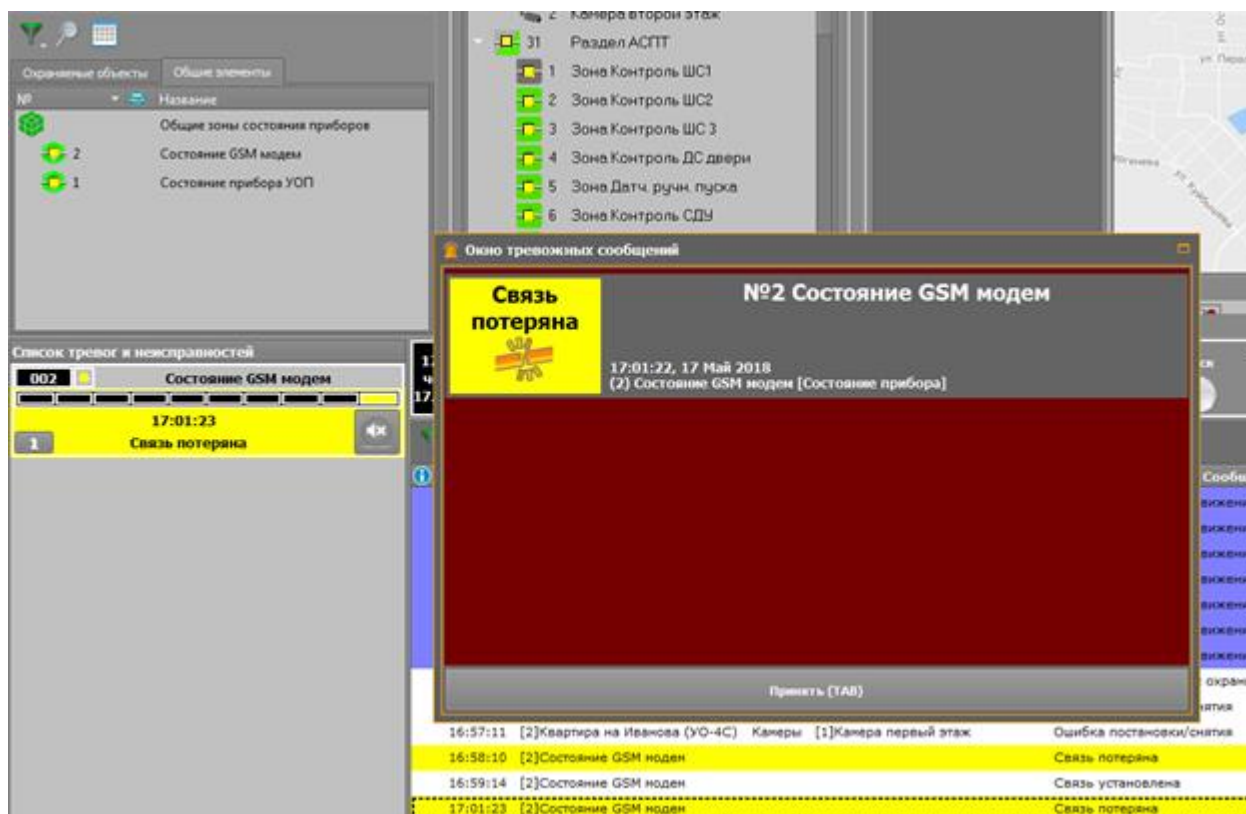 2 Камера второй этаж
31 Раздел АСПТ
1 Зона Контроль ШС1
2 Зона Контроль ШС2
3 Зона Контроль ШС 3
4 Зона Контроль ДС двери
5 Зона Датч. ручн. пуска
6 Зона Контроль СДУ
Охраняемые объекты Общие элементы
№ Название
Общие зоны состояния приборов
2 Состояние GSM модем
1 Состояние прибора УОП
Окно тревожных сообщений
Связь
потеряна
№2 Состояние GSM модем
17:01:22, 17 Май 2018
(2) Состояние GSM модем [Состояние прибора]
Принять (TAB)
Список тревог и неисправностей
002 Состояние GSM модем
17:01:23
1 Связь потеряна
16:57:11 [2]Квартира на Иванова (УО-4С) Камеры [1]Камера первый этаж Ошибка постановки/снятия
16:58:10 [2]Состояние GSM модем Связь потеряна
16:59:14 [2]Состояние GSM модем Связь установлена
17:01:23 [2]Состояние GSM модем Связь потеряна